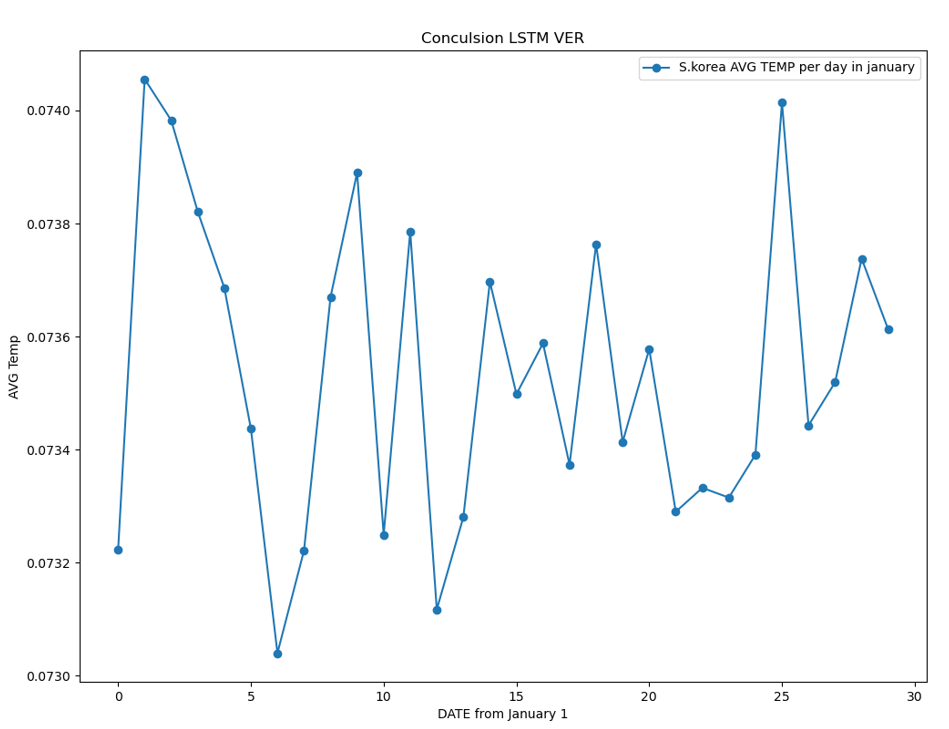 Conculsion LSTM VER
S.korea AVG TEMP per day in january
0.0740
0.0738
0.0736
0.0734
0.0732
0.0730
AVG Temp
0 5 10 15 20 25 30
DATE from January 1